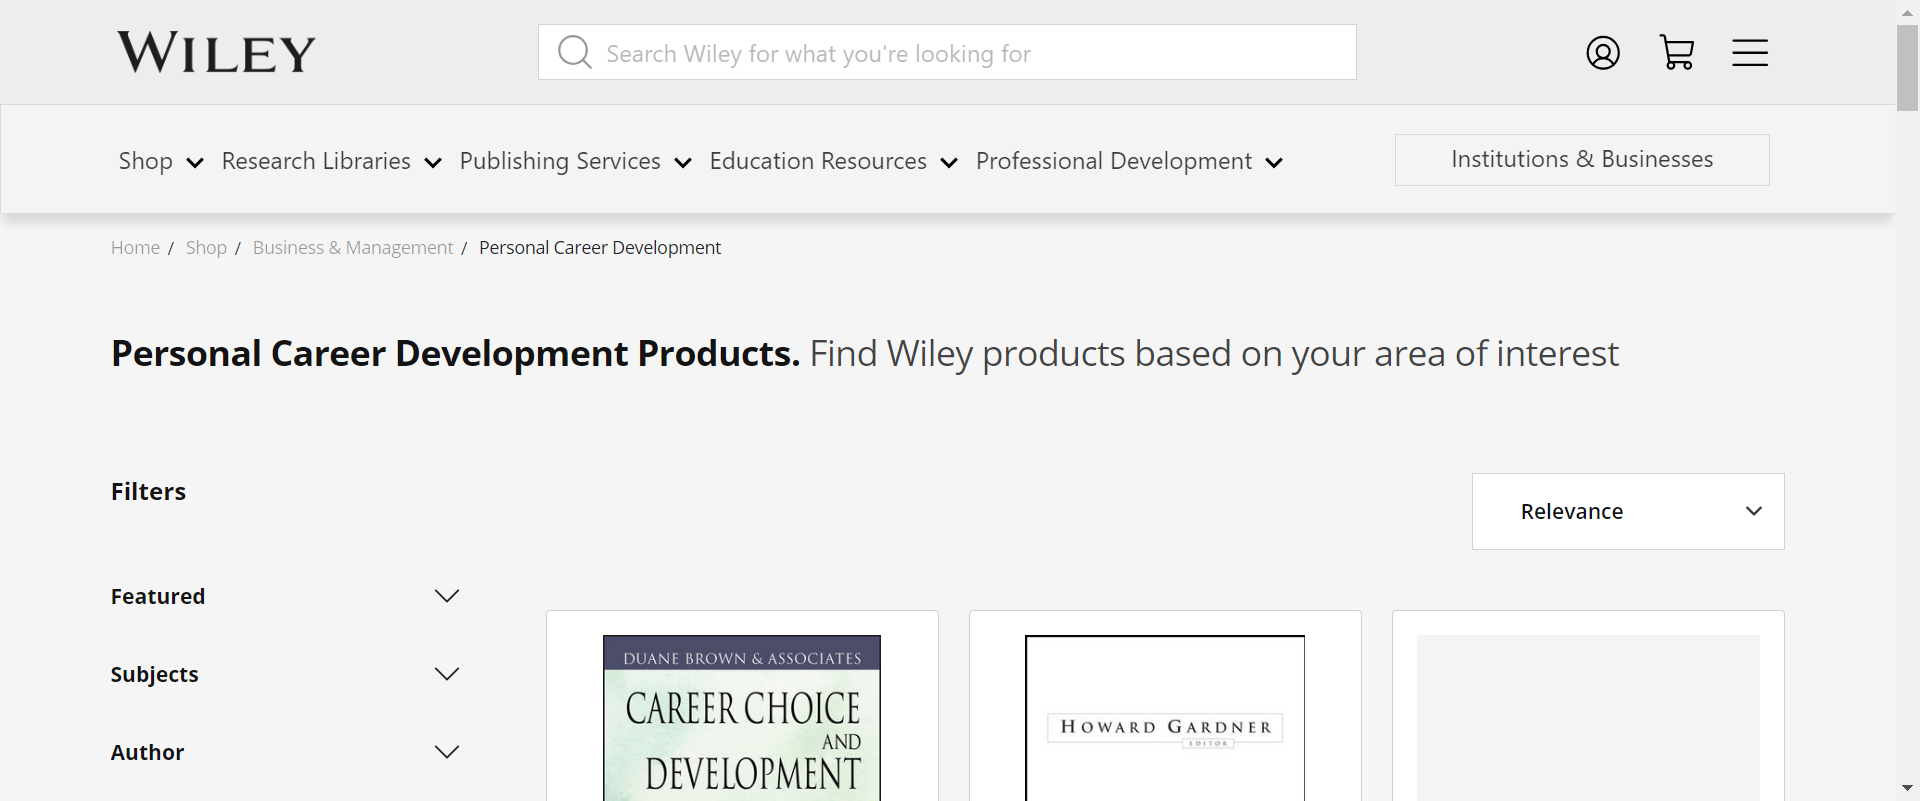 WILEY
Search Wiley for what you're looking for
Shop Research Libraries Publishing Services Education Resources Professional Development Institutions & Businesses
Home / Shop / Business & Management / Personal Career Development
Personal Career Development Products. Find Wiley products based on your area of interest
Filters
Relevance
Featured
Subjects
Author
DUANE BROWN & ASSOCIATES
CAREER CHOICE
AND
DEVELOPMENT
HOWARD GARDNER
EDITOR